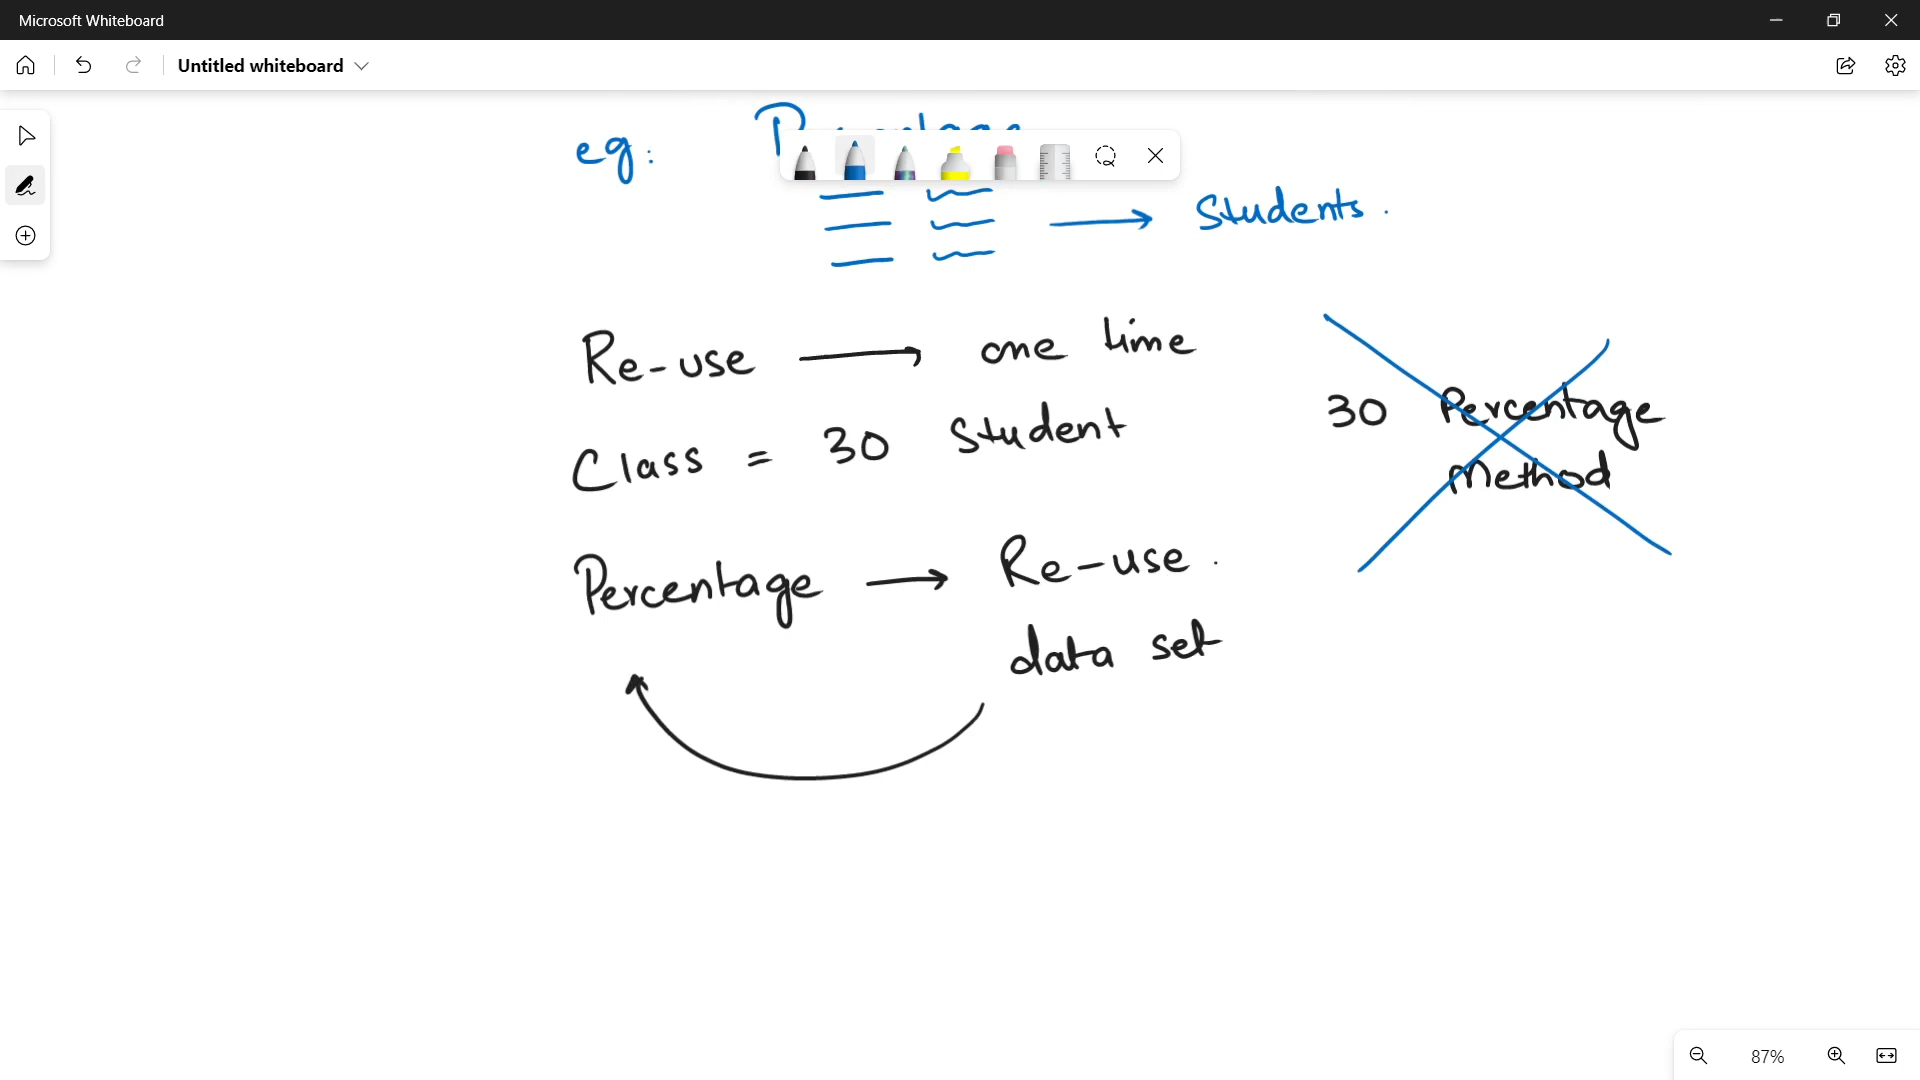 Microsoft Whiteboard
Untitled whiteboard
eg:
Students.
Re-use → one time
Class = 30 Student
30 Percentage
Method
Percentage → Re-use.
data set
87%